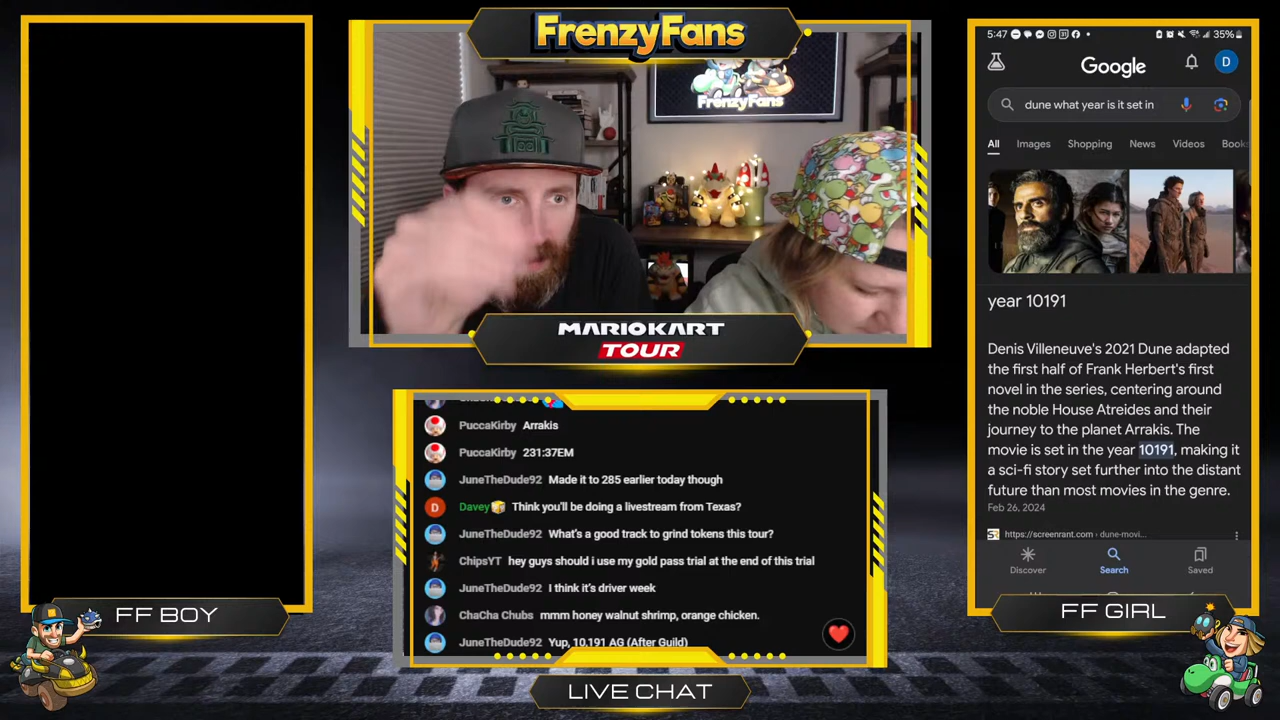 FrenzyFans
FrenzyFans
MARIOKART
TOUR
FF BOY
PuccaKirby Arrakis
PuccaKirby 231:37EM
JuneTheDude92 Made it to 285 earlier today though
D Davey Think you'll be doing a livestream from Texas?
JuneTheDude92 What's a good track to grind tokens this tour?
ChipsYT hey guys should i use my gold pass trial at the end of this trial
JuneTheDude92 I think it's driver week
ChaCha Chubs mmm honey walnut shrimp, orange chicken.
JuneTheDude92 Yup, 10,191 AG (After Guild)
LIVE CHAT
5:47 35%
Google D
dune what year is it set in
All Images Shopping News Videos Book
year 10191
Denis Villeneuve's 2021 Dune adapted
the first half of Frank Herbert's first
novel in the series, centering around
the noble House Atreides and their
journey to the planet Arrakis. The
movie is set in the year 10191, making it
a sci-fi story set further into the distant
future than most movies in the genre.
Feb 26, 2024
https://screenrant.com › dune-movi...
Discover Search Saved
FF GIRL